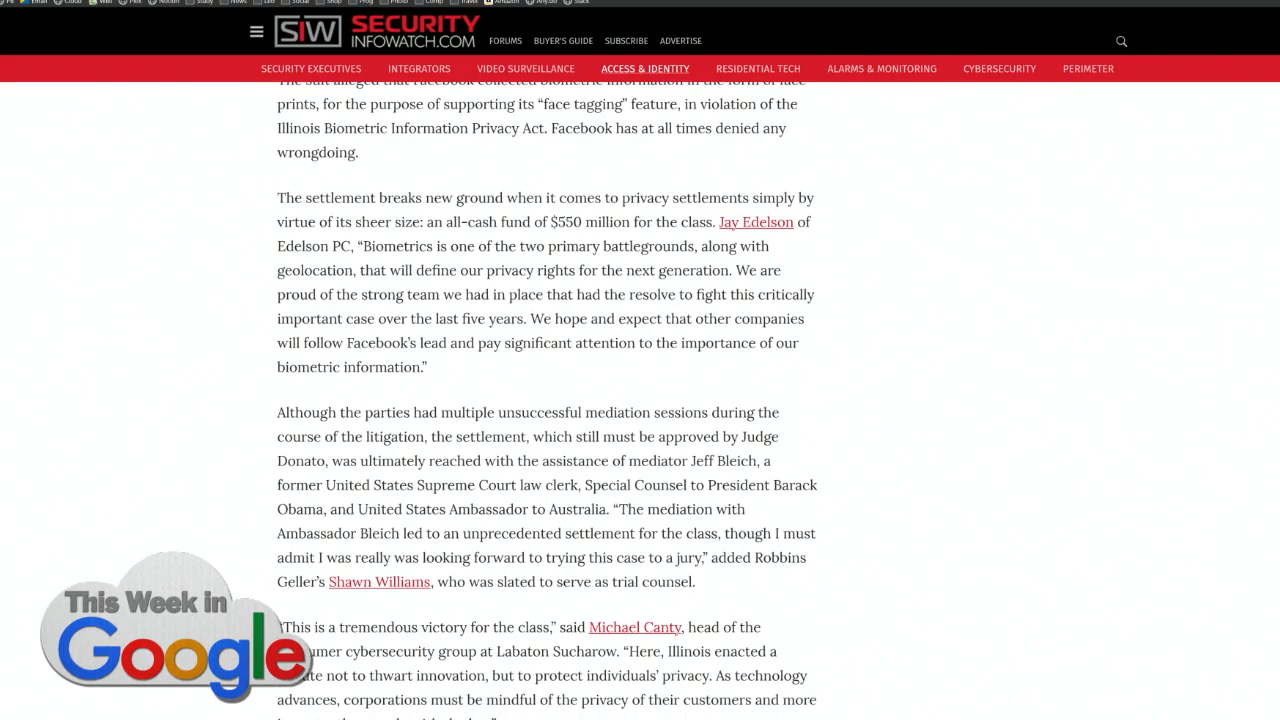 Email
Cloud
Wiki
Plex
Study
News
Social
Shop
Prog
Photo
Comp
Travel
Amazon
Any.do
Slack
SIW SECURITY
INFOWATCH.COM
FORUMS BUYER'S GUIDE SUBSCRIBE ADVERTISE
SECURITY EXECUTIVES INTEGRATORS VIDEO SURVEILLANCE ACCESS & IDENTITY RESIDENTIAL TECH ALARMS & MONITORING CYBERSECURITY PERIMETER
The suit alleged that Facebook collected biometric information in the form of face
prints, for the purpose of supporting its “face tagging” feature, in violation of the
Illinois Biometric Information Privacy Act. Facebook has at all times denied any
wrongdoing.
The settlement breaks new ground when it comes to privacy settlements simply by
virtue of its sheer size: an all-cash fund of $550 million for the class. Jay Edelson of
Edelson PC, “Biometrics is one of the two primary battlegrounds, along with
geolocation, that will define our privacy rights for the next generation. We are
proud of the strong team we had in place that had the resolve to fight this critically
important case over the last five years. We hope and expect that other companies
will follow Facebook’s lead and pay significant attention to the importance of our
biometric information.”
Although the parties had multiple unsuccessful mediation sessions during the
course of the litigation, the settlement, which still must be approved by Judge
Donato, was ultimately reached with the assistance of mediator Jeff Bleich, a
former United States Supreme Court law clerk, Special Counsel to President Barack
Obama, and United States Ambassador to Australia. “The mediation with
Ambassador Bleich led to an unprecedented settlement for the class, though I must
admit I was really was looking forward to trying this case to a jury,” added Robbins
Geller’s Shawn Williams, who was slated to serve as trial counsel.
“This is a tremendous victory for the class,” said Michael Canty, head of the
cybersecurity group at Labaton Sucharow. “Here, Illinois enacted a
not to thwart innovation, but to protect individuals’ privacy. As technology
advances, corporations must be mindful of the privacy of their customers and more
This Week in
Google